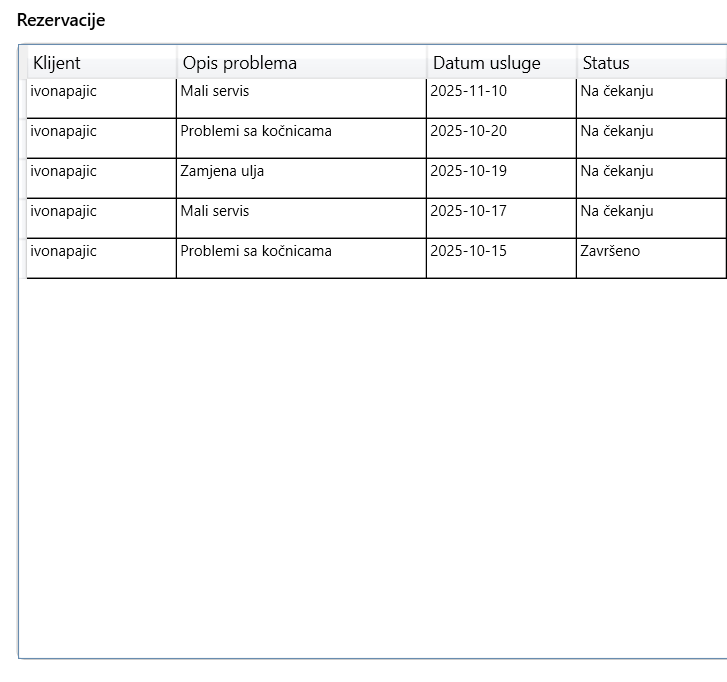 Rezervacije
Klijent Opis problema Datum usluge Status
ivonapajic Mali servis 2025-11-10 Na čekanju
ivonapajic Problemi sa kočnicama 2025-10-20 Na čekanju
ivonapajic Zamjena ulja 2025-10-19 Na čekanju
ivonapajic Mali servis 2025-10-17 Na čekanju
ivonapajic Problemi sa kočnicama 2025-10-15 Završeno